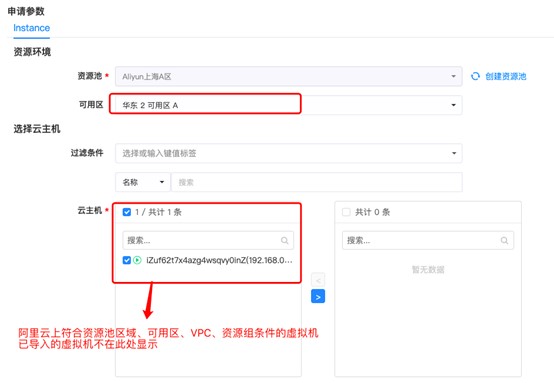 申请参数
Instance
资源环境
资源池 * Aliyun上海A区 创建资源池
可用区 华东 2 可用区 A
选择云主机
过滤条件 选择或输入键值标签
名称 搜索
云主机 * 1 / 共计 1 条 共计 0 条
搜索... 搜索...
iZuf62t7x4azg4wsqvy0inZ(192.168.0... 暂无数据
<
>
阿里云上符合资源池区域、可用区、VPC、资源组条件的虚拟机
已导入的虚拟机不在此处显示